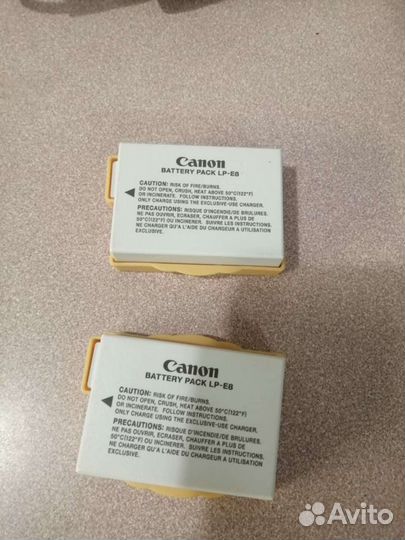 Canon
BATTERY PACK LP-E8
CAUTION: RISK OF FIRE/BURNS.
DO NOT OPEN, CRUSH, HEAT ABOVE 50°C(122°F)
OR INCINERATE. FOLLOW INSTRUCTIONS.
ONLY CHARGE USING THE EXCLUSIVE CHARGER.
PRECAUTIONS: RISQUE D'INCENDIE/DE BRULURES.
NE PAS OUVRIR, ECRASER, CHAUFFER A PLUS DE
50°C(122°F) OU INCINERER. SUIVRE LES INSTRUCTIONS.
NE CHARGER QU'A L'AIDE DU CHARGEUR
EXCLUSIVE.
Canon
BATTERY PACK LP-E8
CAUTION: RISK OF FIRE/BURNS.
DO NOT OPEN, CRUSH, HEAT ABOVE 50°C(122°F)
OR INCINERATE. FOLLOW INSTRUCTIONS.
ONLY CHARGE USING THE EXCLUSIVE CHARGER.
PRECAUTIONS: RISQUE D'INCENDIE/DE BRULURES.
NE PAS OUVRIR, ECRASER, CHAUFFER A PLUS DE
50°C(122°F) OU INCINERER. SUIVRE LES INSTRUCTIONS.
NE CHARGER QU'A L'AIDE DU CHARGEUR
EXCLUSIVE.
Avito